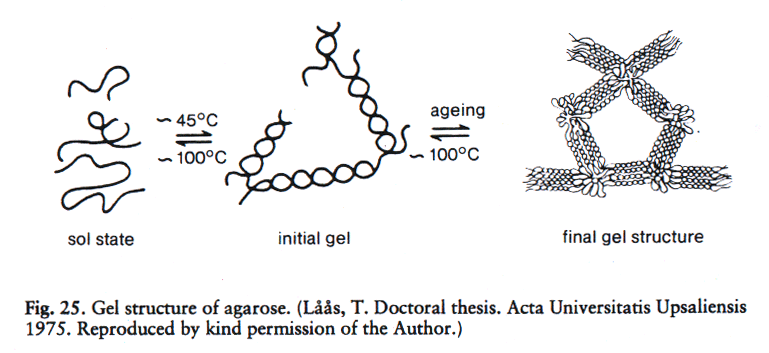 ~ 45°C
~ 100°C
ageing
~ 100°C
sol state
initial gel
final gel structure
Fig. 25. Gel structure of agarose. (Låås, T. Doctoral thesis. Acta Universitatis Upsaliensis
1975. Reproduced by kind permission of the Author.)